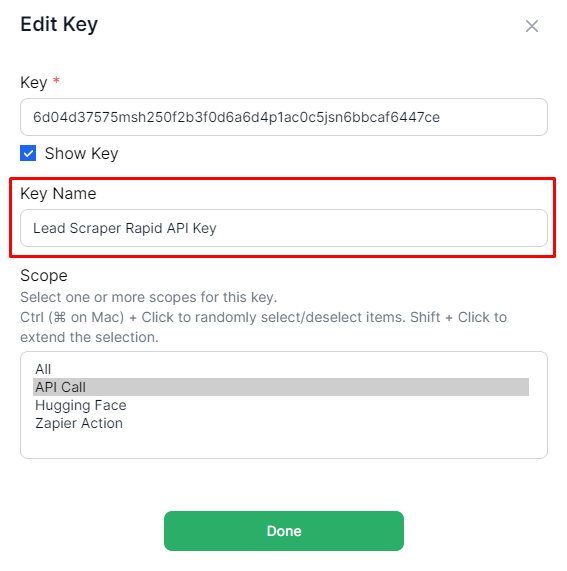 Edit Key
Key *
6d04d37575msh250f2b3f0d6a6d4p1ac0c5jsn6bbcaf6447ce
Show Key
Key Name
Lead Scraper Rapid API Key
Scope
Select one or more scopes for this key.
Ctrl (⌘ on Mac) + Click to randomly select/deselect items. Shift + Click to
extend the selection.
All
API Call
Hugging Face
Zapier Action
Done